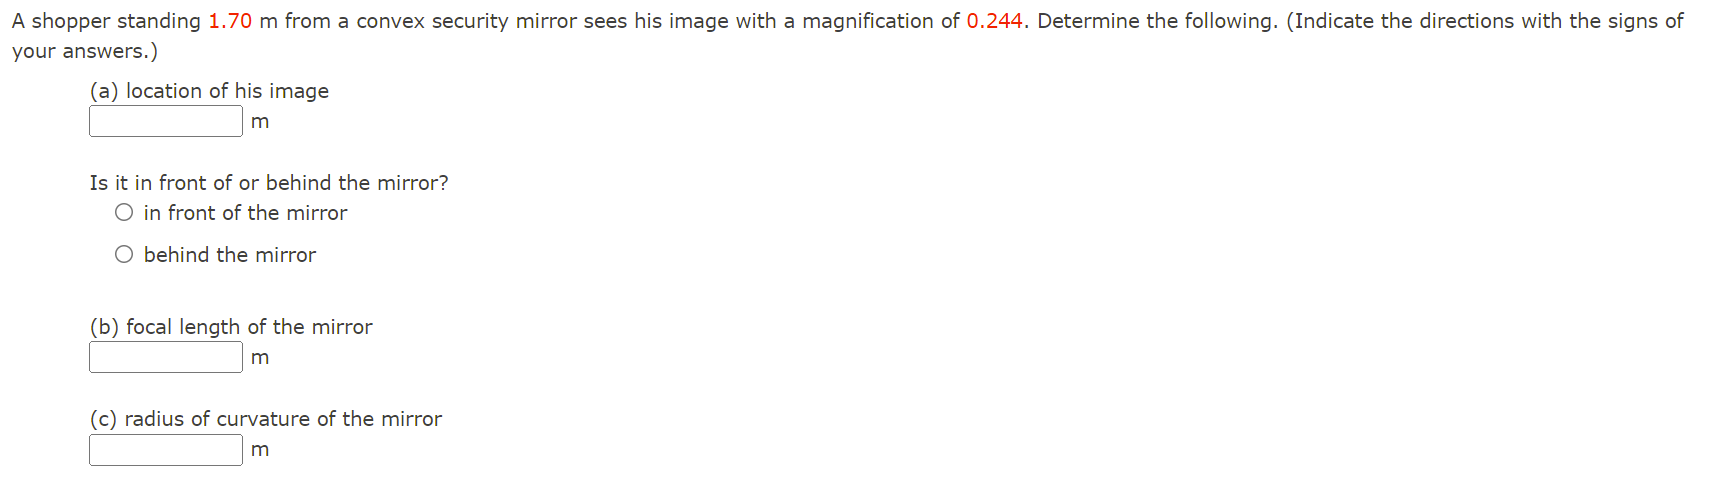 A shopper standing 1.70 m from a convex security mirror sees his image with a magnification of 0.244. Determine the following. (Indicate the directions with the signs of
your answers.)
(a) location of his image
m
Is it in front of or behind the mirror?
in front of the mirror
behind the mirror
(b) focal length of the mirror
m
(c) radius of curvature of the mirror
m